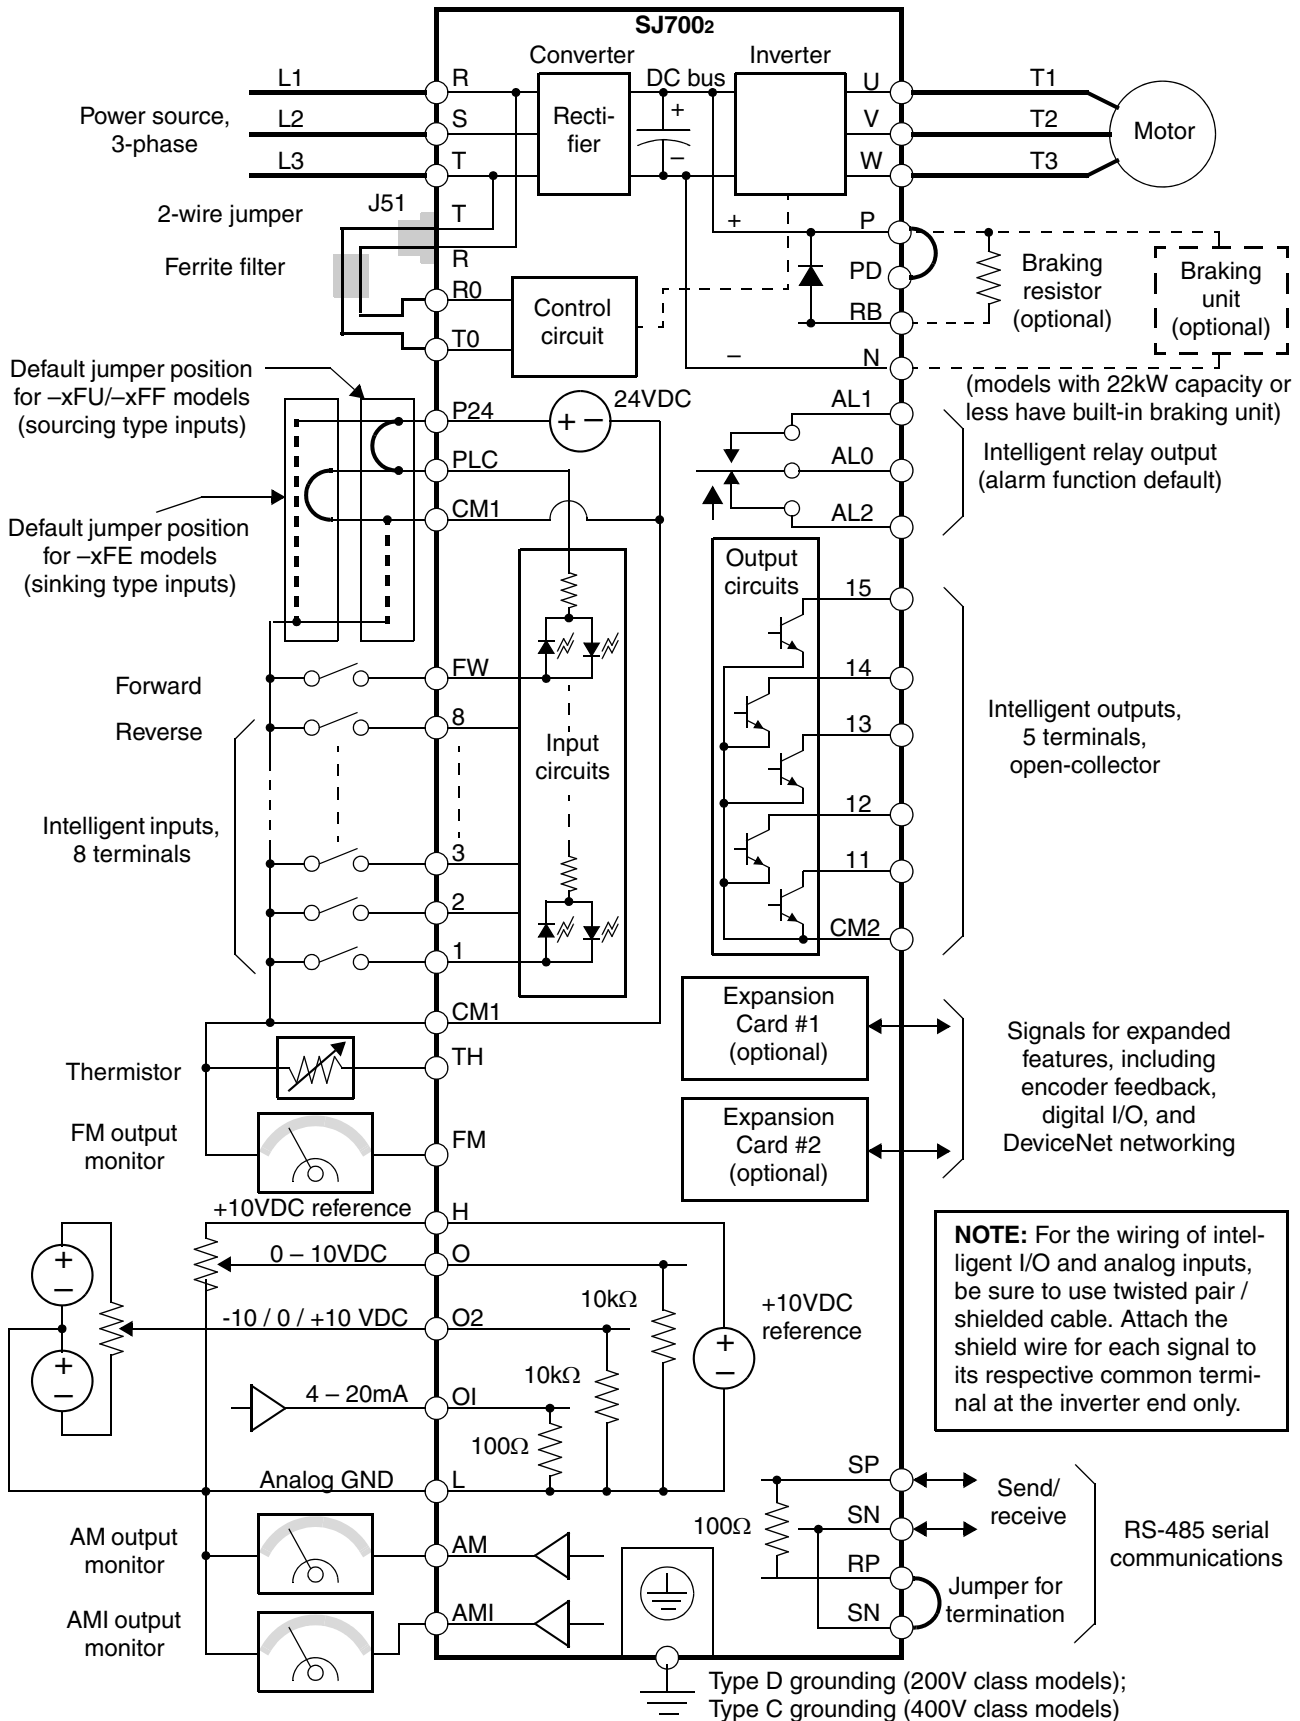 SJ7002
Converter
Inverter
L1
R
DC bus
U
T1
Power source,
3-phase
L2
S
Recti-
fier
+
V
T2
Motor
L3
T
–
W
T3
2-wire jumper
J51
T
+
P
Ferrite filter
R
PD
Braking
resistor
(optional)
Braking
unit
(optional)
R0
Control
circuit
RB
T0
–
N
Default jumper position
for –xFU/–xFF models
(sourcing type inputs)
(models with 22kW capacity or
less have built-in braking unit)
P24
+ –
24VDC
AL1
PLC
AL0
Intelligent relay output
(alarm function default)
CM1
AL2
Default jumper position
for –xFE models
(sinking type inputs)
Output
circuits
15
Forward
FW
14
Reverse
8
13
Input
circuits
Intelligent outputs,
5 terminals,
open-collector
12
Intelligent inputs,
8 terminals
3
11
2
CM2
1
Expansion
Card #1
(optional)
CM1
Signals for expanded
features, including
encoder feedback,
digital I/O, and
DeviceNet networking
Thermistor
TH
FM output
monitor
FM
Expansion
Card #2
(optional)
+10VDC reference
H
NOTE: For the wiring of intel-
ligent I/O and analog inputs,
be sure to use twisted pair /
shielded cable. Attach the
shield wire for each signal to
its respective common termi-
nal at the inverter end only.
0 – 10VDC
O
+
–
10kΩ
+10VDC
reference
-10 / 0 / +10 VDC
O2
+
–
+
–
10kΩ
4 – 20mA
OI
100Ω
Analog GND
L
SP
Send/
receive
AM output
monitor
AM
100Ω
SN
RS-485 serial
communications
RP
Jumper for
termination
AMI output
monitor
AMI
SN
Type D grounding (200V class models);
Type C grounding (400V class models)